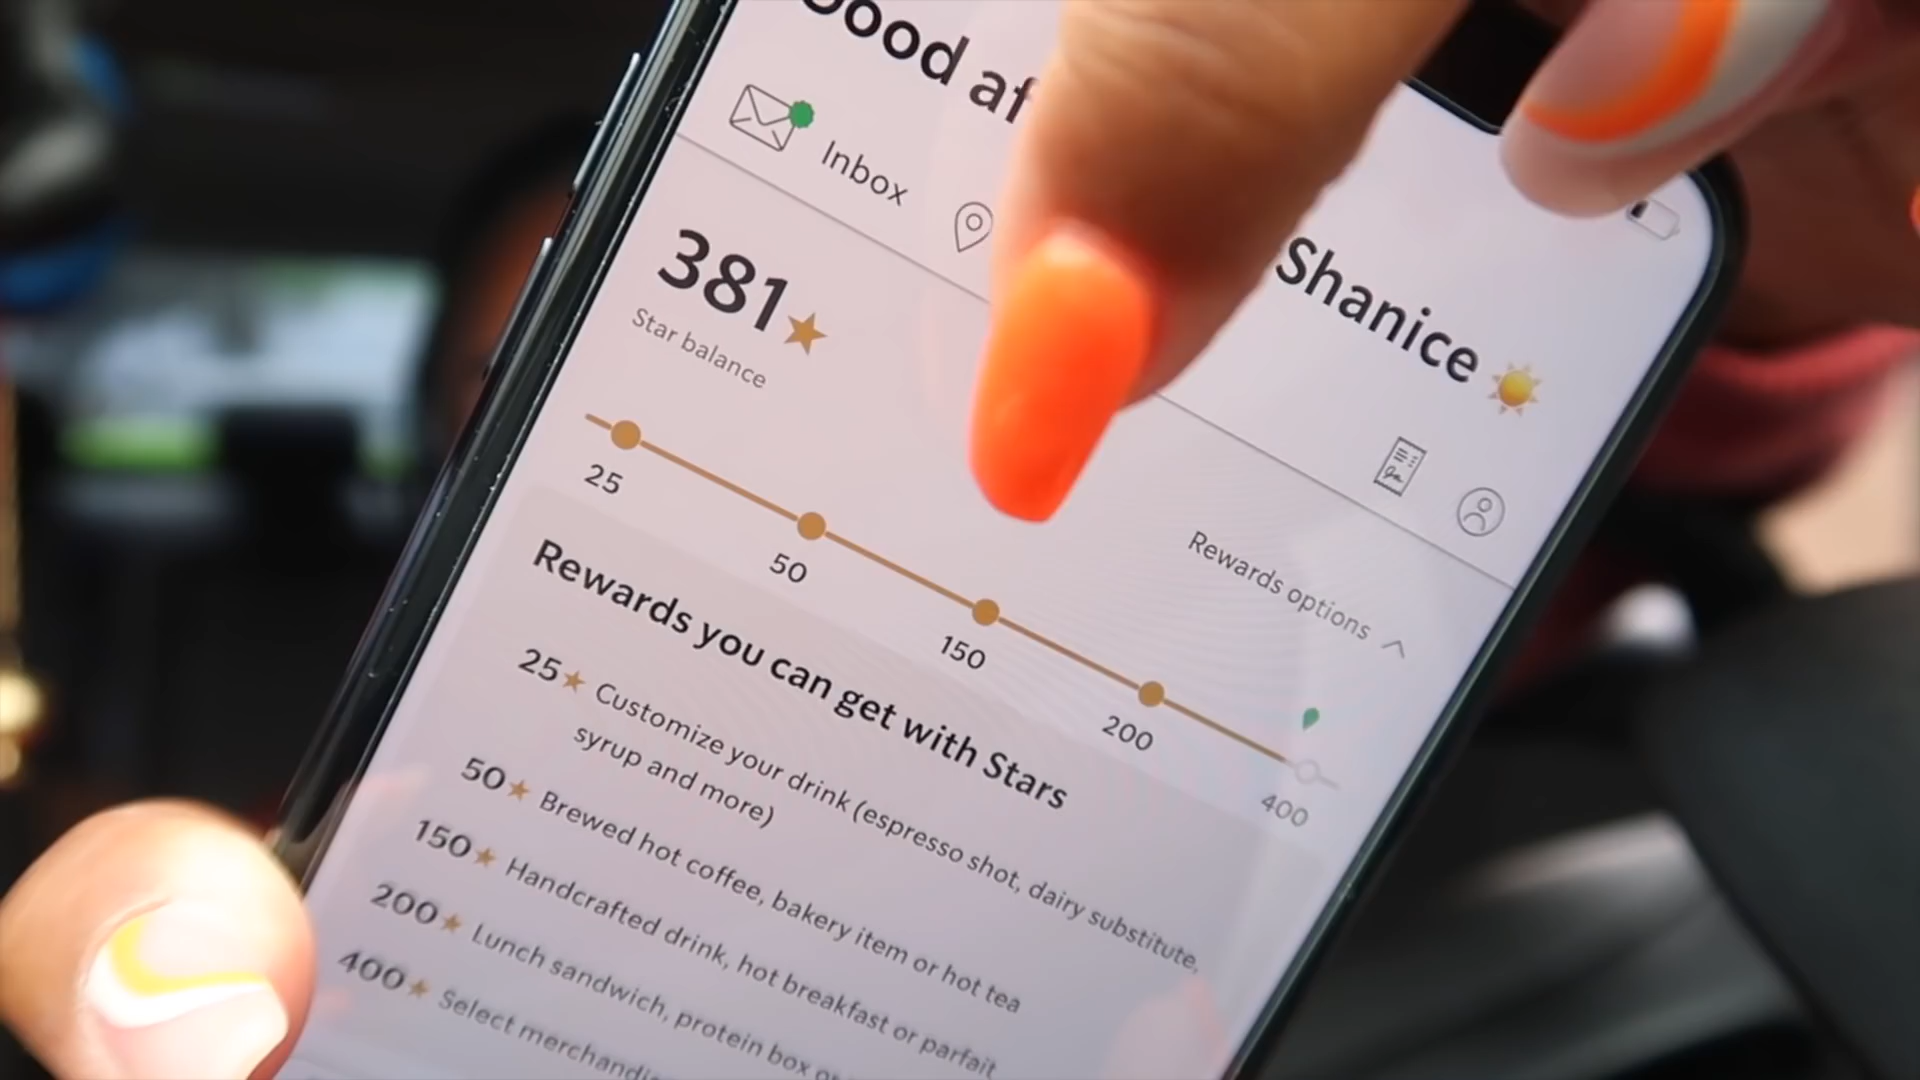 Good af
Shanice
Inbox
381
Star balance
Rewards options
25
50
150
200
400
Rewards you can get with Stars
25 Customize your drink (espresso shot, dairy substitute,
syrup and more)
50 Brewed hot coffee, bakery item or hot tea
150 Handcrafted drink, hot breakfast or parfait
200 Lunch sandwich, protein box or
400 Select merchandi